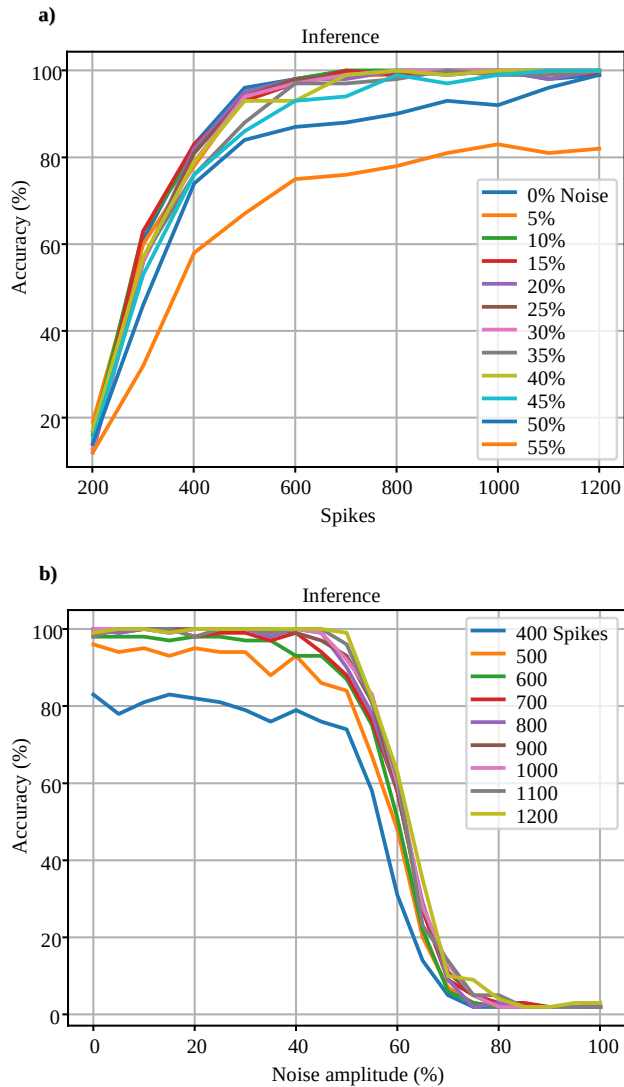 a)
Inference
Accuracy (%)
100
80
60
40
20
200 400 600 800 1000 1200
Spikes
0% Noise
5%
10%
15%
20%
25%
30%
35%
40%
45%
50%
55%
b)
Inference
Accuracy (%)
100
80
60
40
20
0
0 20 40 60 80 100
Noise amplitude (%)
400 Spikes
500
600
700
800
900
1000
1100
1200